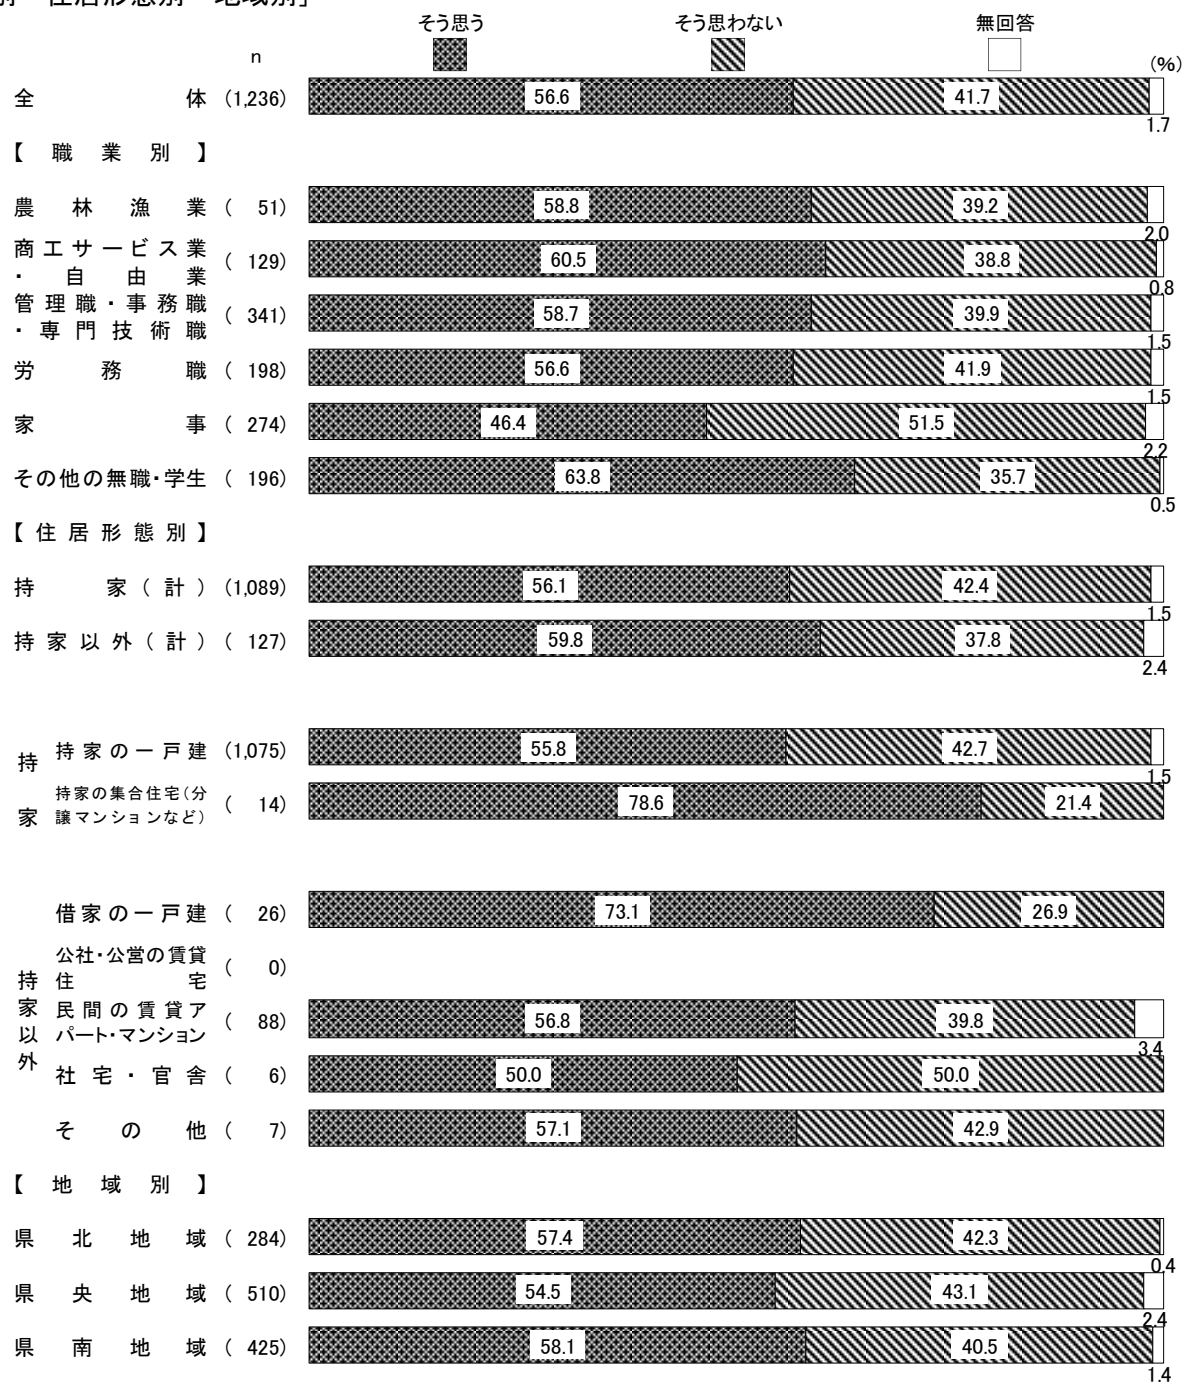 別・住居形態別・地域別」
そう思う そう思わない 無回答
n (%)
全体 (1,236) 56.6 41.7
1.7
【職業別】
農林漁業 ( 51) 58.8 39.2
2.0
商工サービス業
・自由業 ( 129) 60.5 38.8
0.8
管理職・事務職
・専門技術職 ( 341) 58.7 39.9
1.5
労務職 ( 198) 56.6 41.9
1.5
家事 ( 274) 46.4 51.5
2.2
その他の無職・学生 ( 196) 63.8 35.7
0.5
【住居形態別】
持家(計) (1,089) 56.1 42.4
1.5
持家以外(計) ( 127) 59.8 37.8
2.4
持家
持家の一戸建 (1,075) 55.8 42.7
1.5
持家の集合住宅(分
譲マンションなど) ( 14) 78.6 21.4
持家以外
借家の一戸建 ( 26) 73.1 26.9
公社・公営の賃貸
住宅 ( 0)
民間の賃貸ア
パート・マンション ( 88) 56.8 39.8
3.4
社宅・官舎 ( 6) 50.0 50.0
その他 ( 7) 57.1 42.9
【地域別】
県北地域 ( 284) 57.4 42.3
0.4
県央地域 ( 510) 54.5 43.1
2.4
県南地域 ( 425) 58.1 40.5
1.4